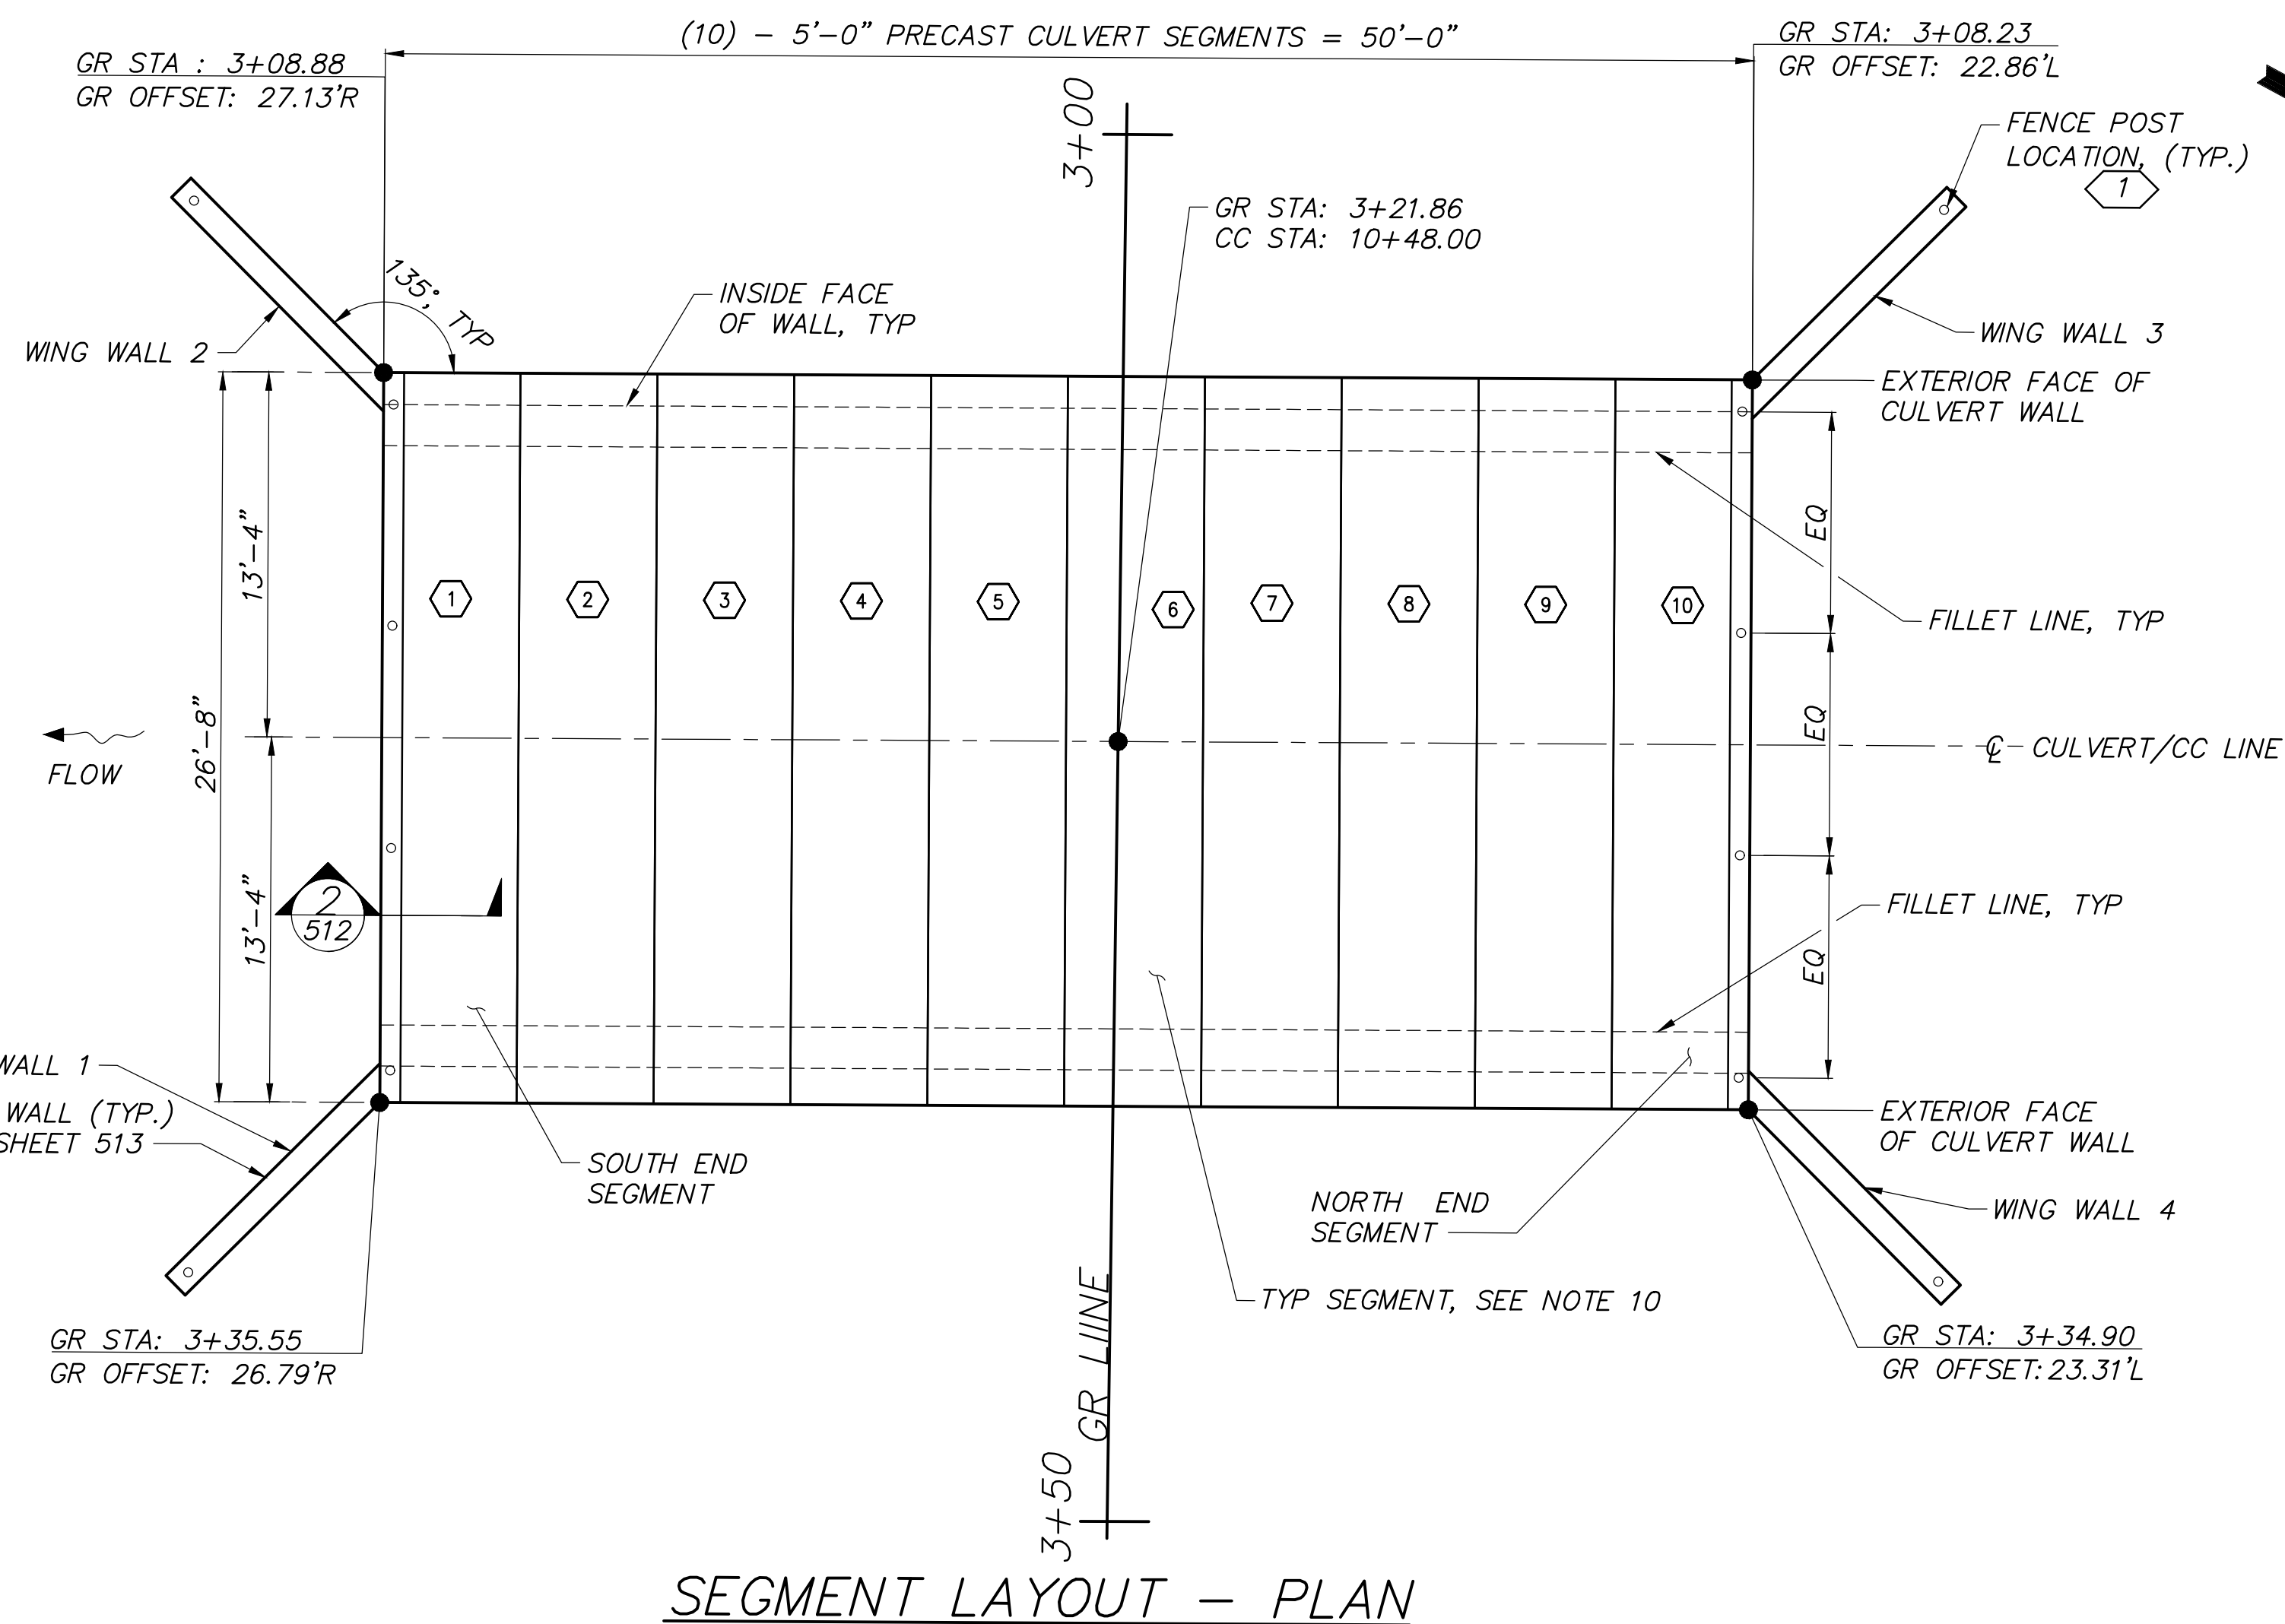 (10) - 5'-0" PRECAST CULVERT SEGMENTS = 50'-0"
GR STA : 3+08.88
GR OFFSET: 27.13'R
GR STA: 3+08.23
GR OFFSET: 22.86'L
3+00
FENCE POST
LOCATION, (TYP.)
1
GR STA: 3+21.86
CC STA: 10+48.00
135°, TYP
INSIDE FACE
OF WALL, TYP
WING WALL 2
WING WALL 3
EXTERIOR FACE OF
CULVERT WALL
13'-4"
EQ
1
2
3
4
5
6
7
8
9
10
FILLET LINE, TYP
26'-8"
EQ
FLOW
℄ CULVERT/CC LINE
13'-4"
2
512
FILLET LINE, TYP
EQ
WALL 1
WALL (TYP.)
SHEET 513
EXTERIOR FACE
OF CULVERT WALL
SOUTH END
SEGMENT
NORTH END
SEGMENT
WING WALL 4
TYP SEGMENT, SEE NOTE 10
GR LIINE
GR STA: 3+35.55
GR OFFSET: 26.79'R
GR STA: 3+34.90
GR OFFSET: 23.31'L
3+50
SEGMENT LAYOUT - PLAN